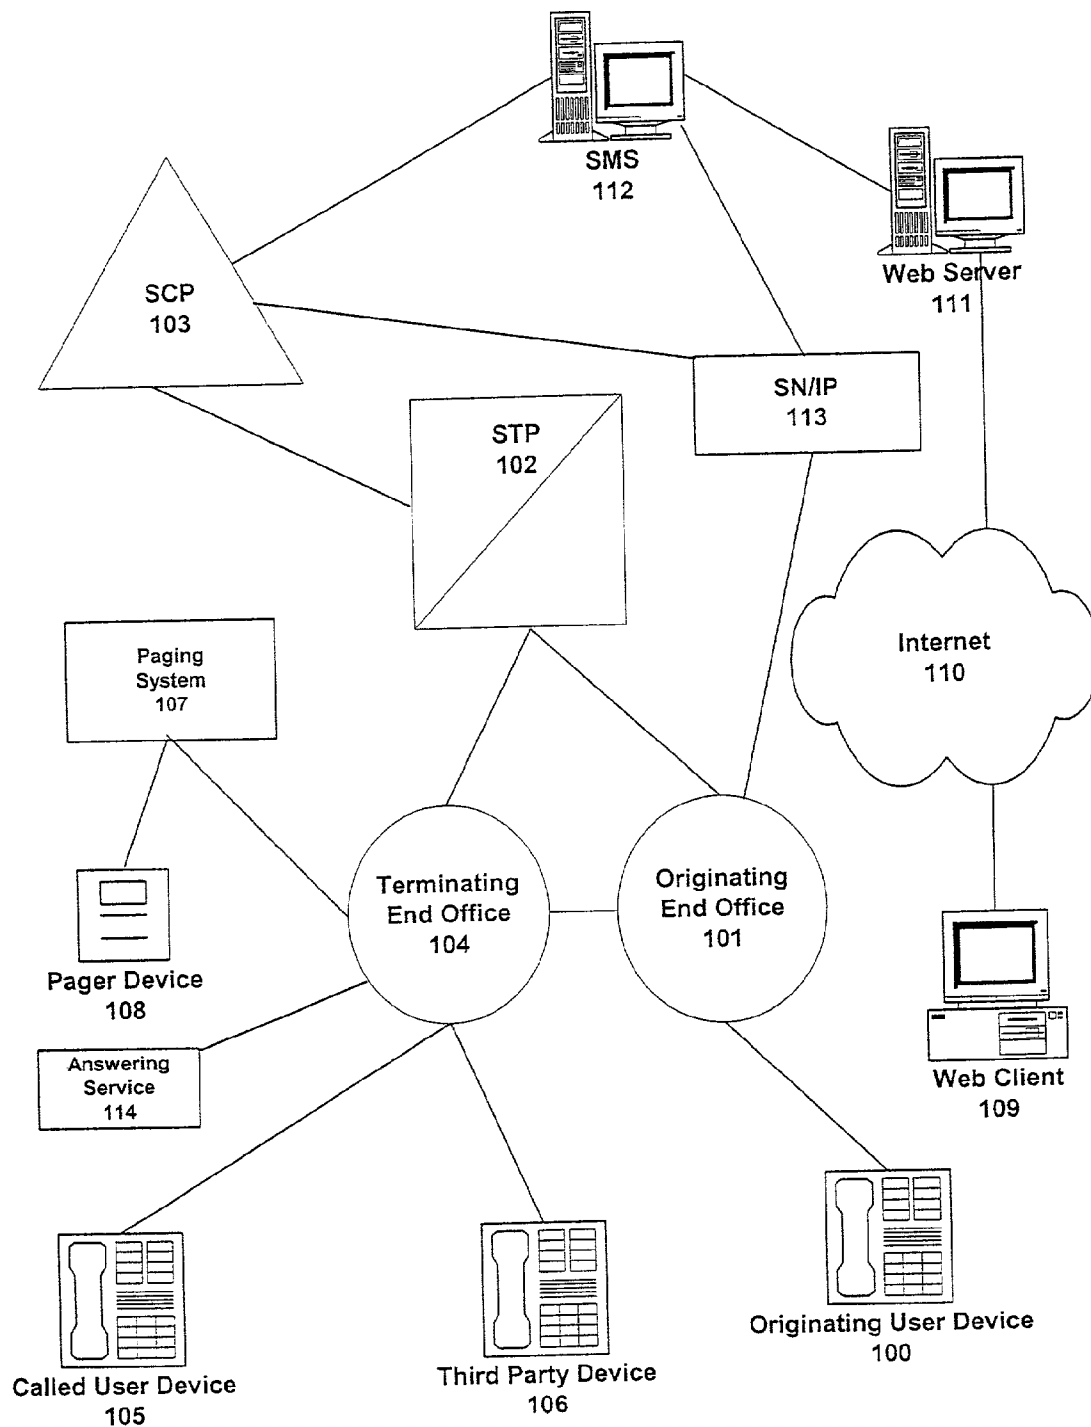 SMS
112
Web Server
111
SCP
103
SN/IP
113
STP
102
Internet
110
Paging
System
107
Terminating
End Office
104
Originating
End Office
101
Pager Device
108
Answering
Service
114
Web Client
109
Originating User Device
100
Third Party Device
106
Called User Device
105